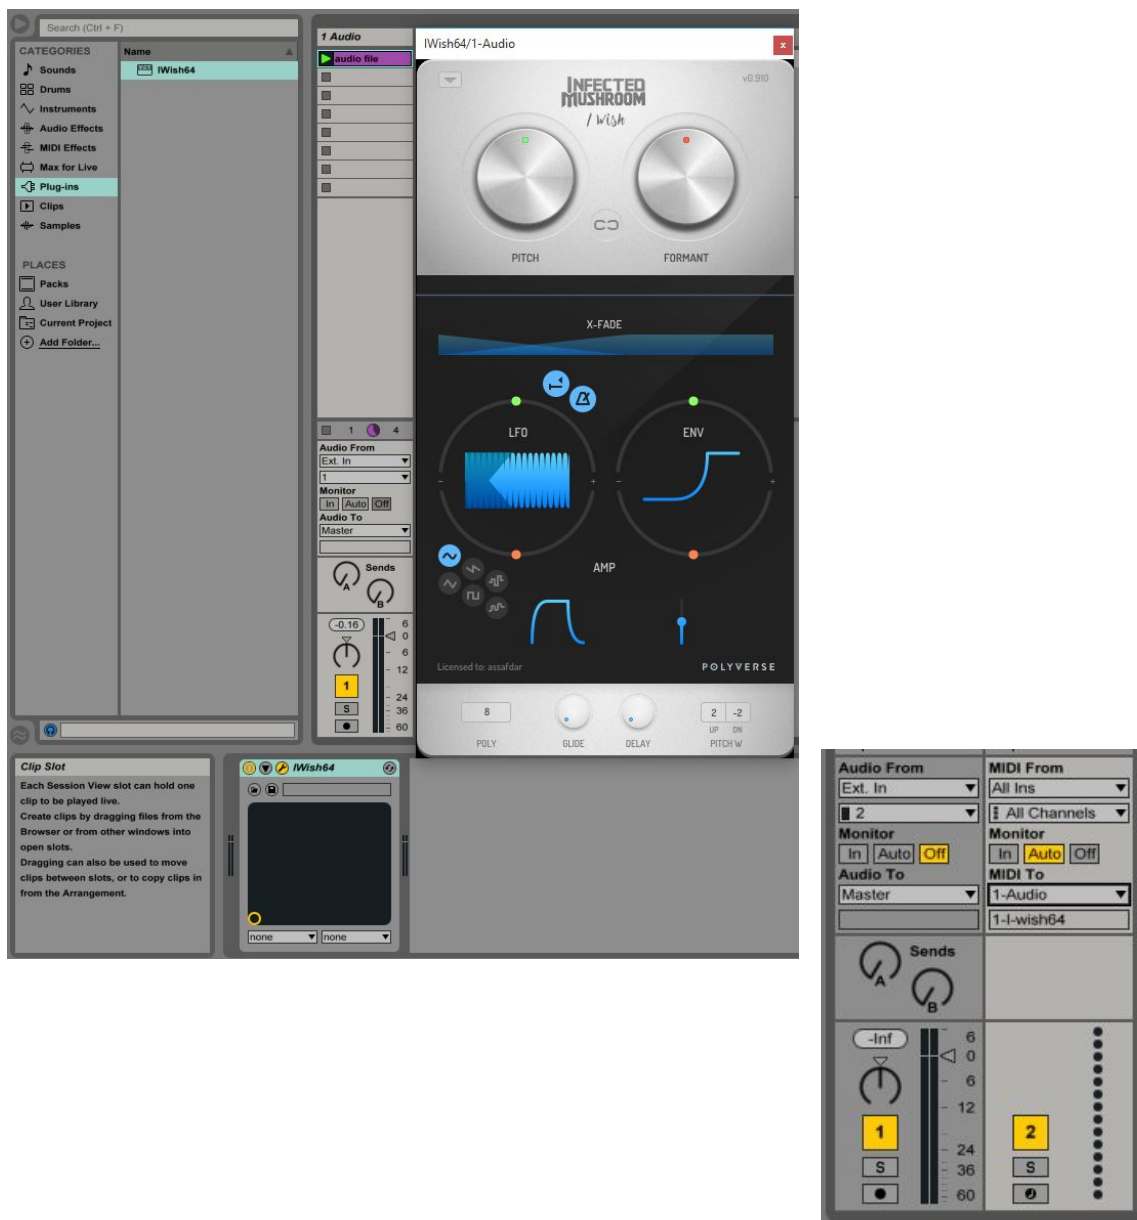 Search (Ctrl + F)
CATEGORIES
Sounds
Drums
Instruments
Audio Effects
MIDI Effects
Max for Live
Plug-ins
Clips
Samples
PLACES
Packs
User Library
Current Project
Add Folder...
Name
IWish64
1 Audio
audio file
1 4
Audio From
Ext. In
1
Monitor
In Auto Off
Audio To
Master
Sends
A
B
-0.16
6
0
6
12
24
36
60
1
S
IWish64/1-Audio
x
v0.910
INFECTED
MUSHROOM
I Wish
PITCH FORMANT
X-FADE
LFO ENV
- + - +
AMP
Licensed to: assafdar POLYVERSE
8 2 -2
UP DN
POLY GLIDE DELAY PITCH W
Clip Slot
Each Session View slot can hold one
clip to be played live.
Create clips by dragging files from the
Browser or from other windows into
open slots.
Dragging can also be used to move
clips between slots, or to copy clips in
from the Arrangement.
IWish64
none none
Audio From
Ext. In
2
Monitor
In Auto Off
Audio To
Master
Sends
A
B
-Inf
6
0
6
12
24
36
60
1
S
MIDI From
All Ins
All Channels
Monitor
In Auto Off
MIDI To
1-Audio
1-I-wish64
2
S